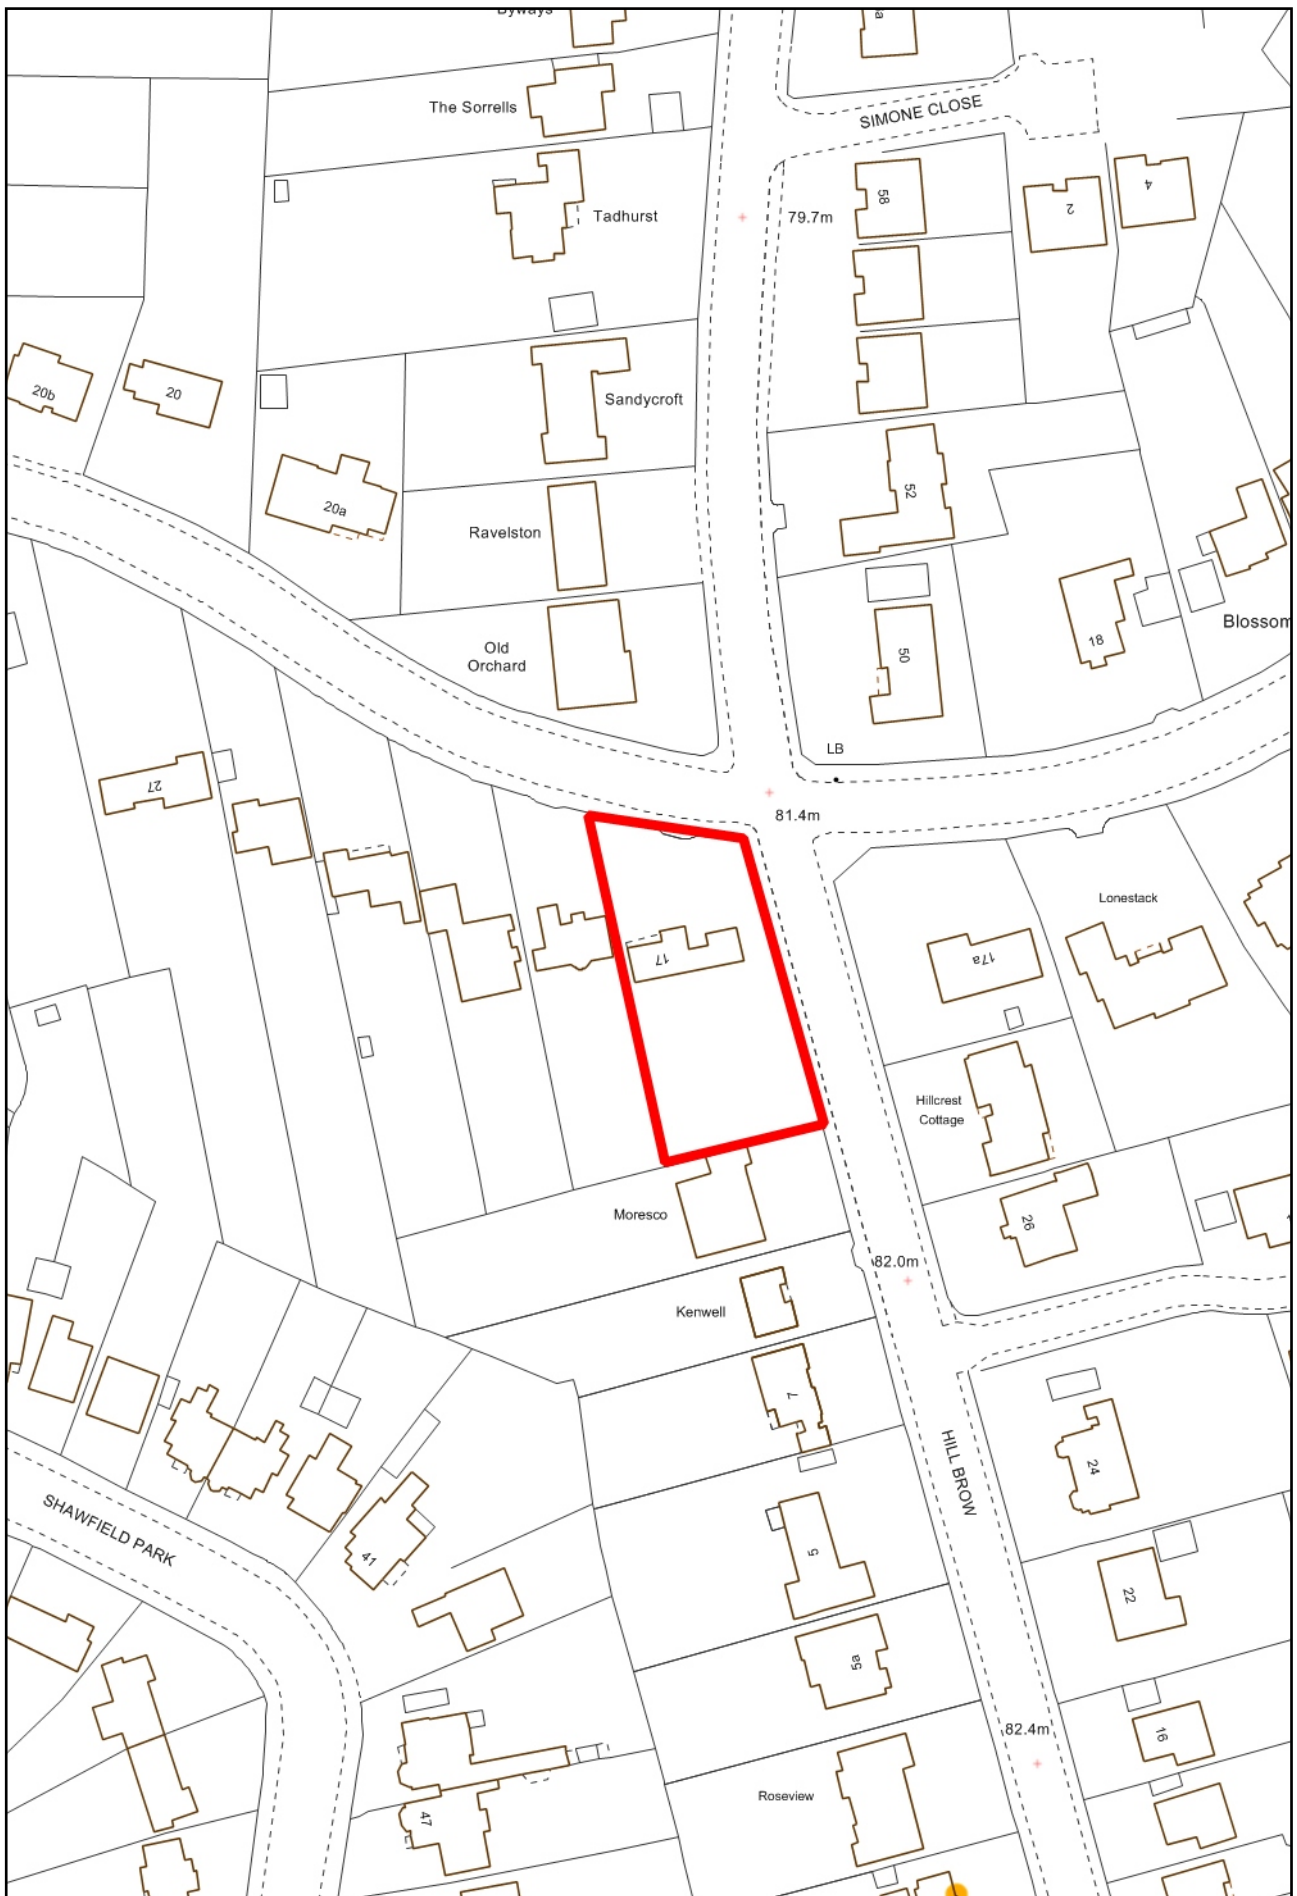 Byways
The Sorrells
SIMONE CLOSE
58
4
2
Tadhurst
79.7m
20b
20
Sandycroft
20a
52
Ravelston
Old
Orchard
50
18
Blossom
LB
27
81.4m
Lonestack
17
17a
Hillcrest
Cottage
Moresco
26
82.0m
Kenwell
7
HILL BROW
24
SHAWFIELD PARK
41
5
22
5a
82.4m
16
Roseview
47